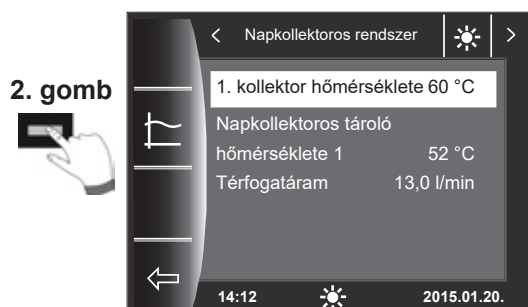 Napkollektoros rendszer
2. gomb
1. kollektor hőmérséklete 60 °C
Napkollektoros tároló
hőmérséklete 1 52 °C
Térfogatáram 13,0 l/min
14:12 2015.01.20.